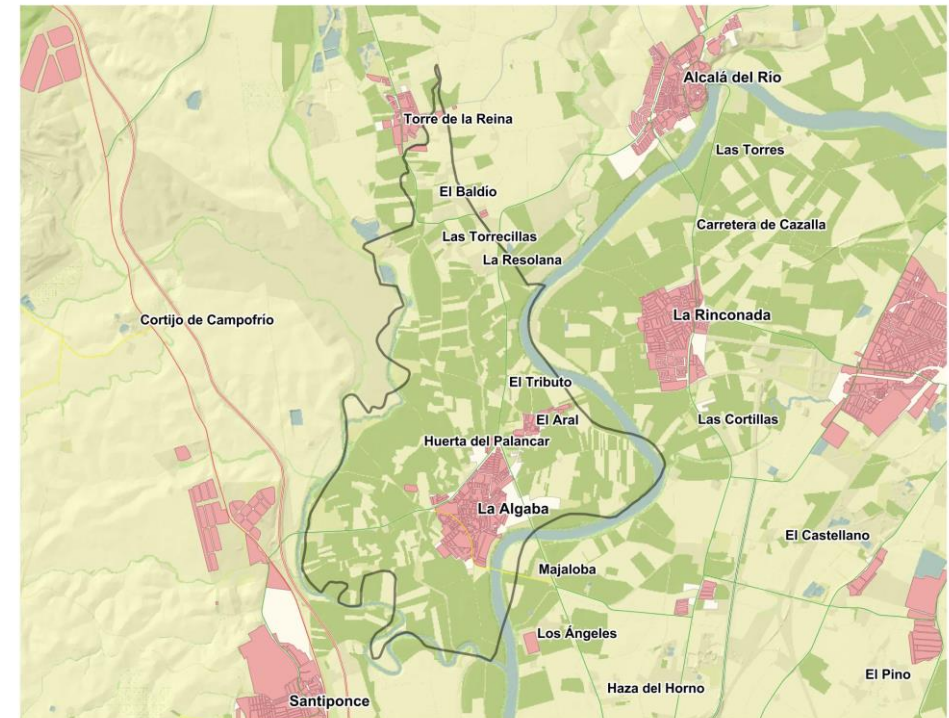 Alcalá del Río
Torre de la Reina
Las Torres
El Baldío
Carretera de Cazalla
Las Torrecillas
La Resolana
Cortijo de Campofrío
La Rinconada
El Tributo
El Aral
Las Cortillas
Huerta del Palancar
La Algaba
El Castellano
Majaloba
Los Ángeles
El Pino
Haza del Horno
Santiponce